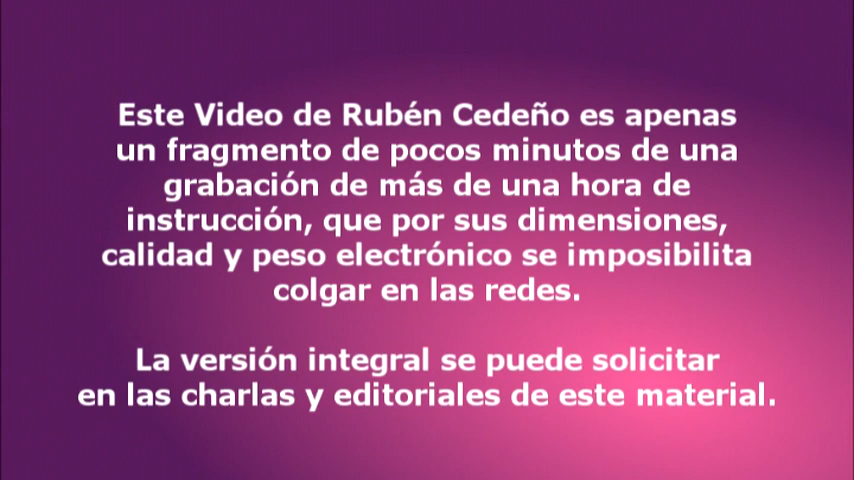 Este Video de Rubén Cedeño es apenas
un fragmento de pocos minutos de una
grabación de más de una hora de
instrucción, que por sus dimensiones,
calidad y peso electrónico se imposibilita
colgar en las redes.
La versión integral se puede solicitar
en las charlas y editoriales de este material.